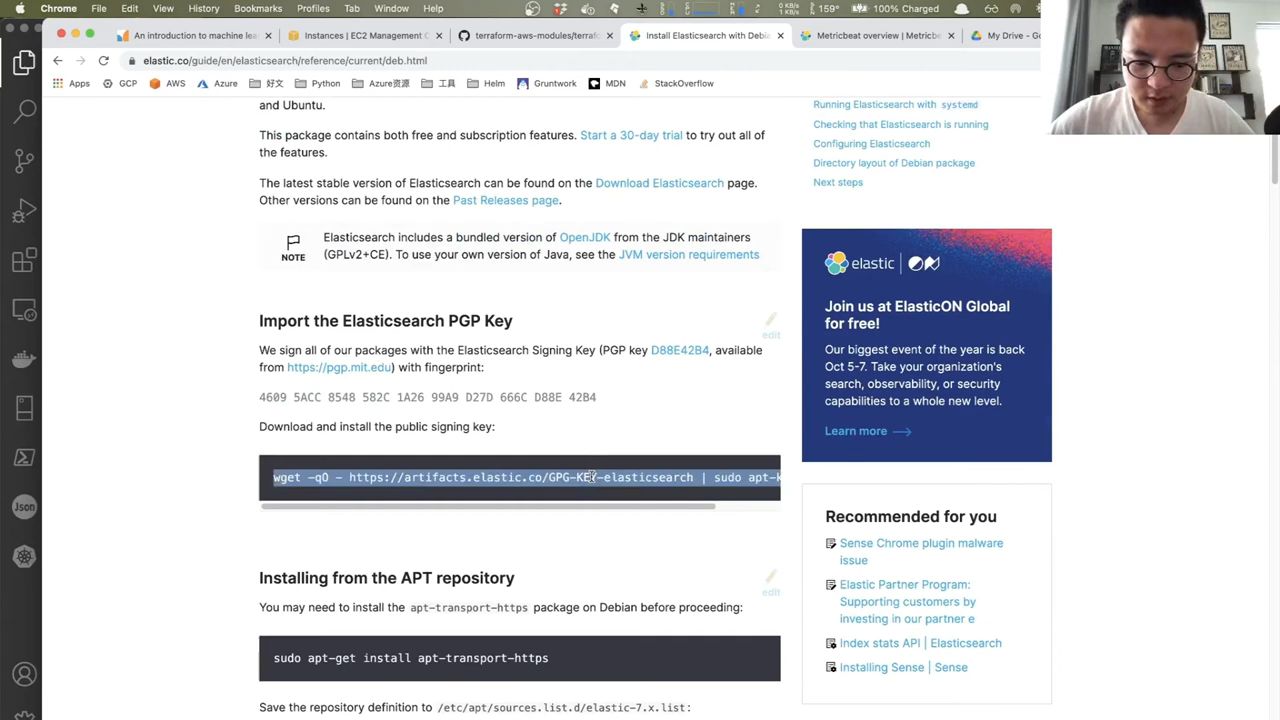 Chrome File Edit View History Bookmarks Profiles Tab Window Help
159° 100% Charged
An introduction to machine lea
Instances | EC2 Management C
terraform-aws-modules/terrafo
Install Elasticsearch with Debia
Metricbeat overview | Metricbe
My Drive - Go
elastic.co/guide/en/elasticsearch/reference/current/deb.html
Apps GCP AWS Azure 好文 Python Azure资源 工具 Helm Gruntwork MDN StackOverflow
and Ubuntu.
This package contains both free and subscription features. Start a 30-day trial to try out all of
the features.
The latest stable version of Elasticsearch can be found on the Download Elasticsearch page.
Other versions can be found on the Past Releases page.
NOTE
Elasticsearch includes a bundled version of OpenJDK from the JDK maintainers
(GPLv2+CE). To use your own version of Java, see the JVM version requirements
Import the Elasticsearch PGP Key
edit
We sign all of our packages with the Elasticsearch Signing Key (PGP key D88E42B4, available
from https://pgp.mit.edu) with fingerprint:
4609 5ACC 8548 582C 1A26 99A9 D27D 666C D88E 42B4
Download and install the public signing key:
wget -qO - https://artifacts.elastic.co/GPG-KEY-elasticsearch | sudo apt-k
Installing from the APT repository
edit
You may need to install the apt-transport-https package on Debian before proceeding:
sudo apt-get install apt-transport-https
Save the repository definition to /etc/apt/sources.list.d/elastic-7.x.list:
Running Elasticsearch with systemd
Checking that Elasticsearch is running
Configuring Elasticsearch
Directory layout of Debian package
Next steps
elastic
ON
Join us at ElasticON Global
for free!
Our biggest event of the year is back
Oct 5-7. Take your organization's
search, observability, or security
capabilities to a whole new level.
Learn more
Recommended for you
Sense Chrome plugin malware
issue
Elastic Partner Program:
Supporting customers by
investing in our partner e
Index stats API | Elasticsearch
Installing Sense | Sense
Json